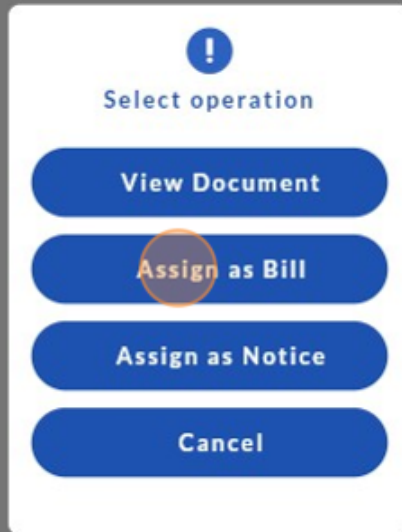 Select operation
View Document
Assign as Bill
Assign as Notice
Cancel